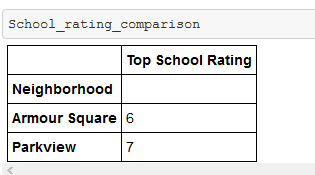 School_rating_comparison
Top School Rating
Neighborhood
Armour Square 6
Parkview 7